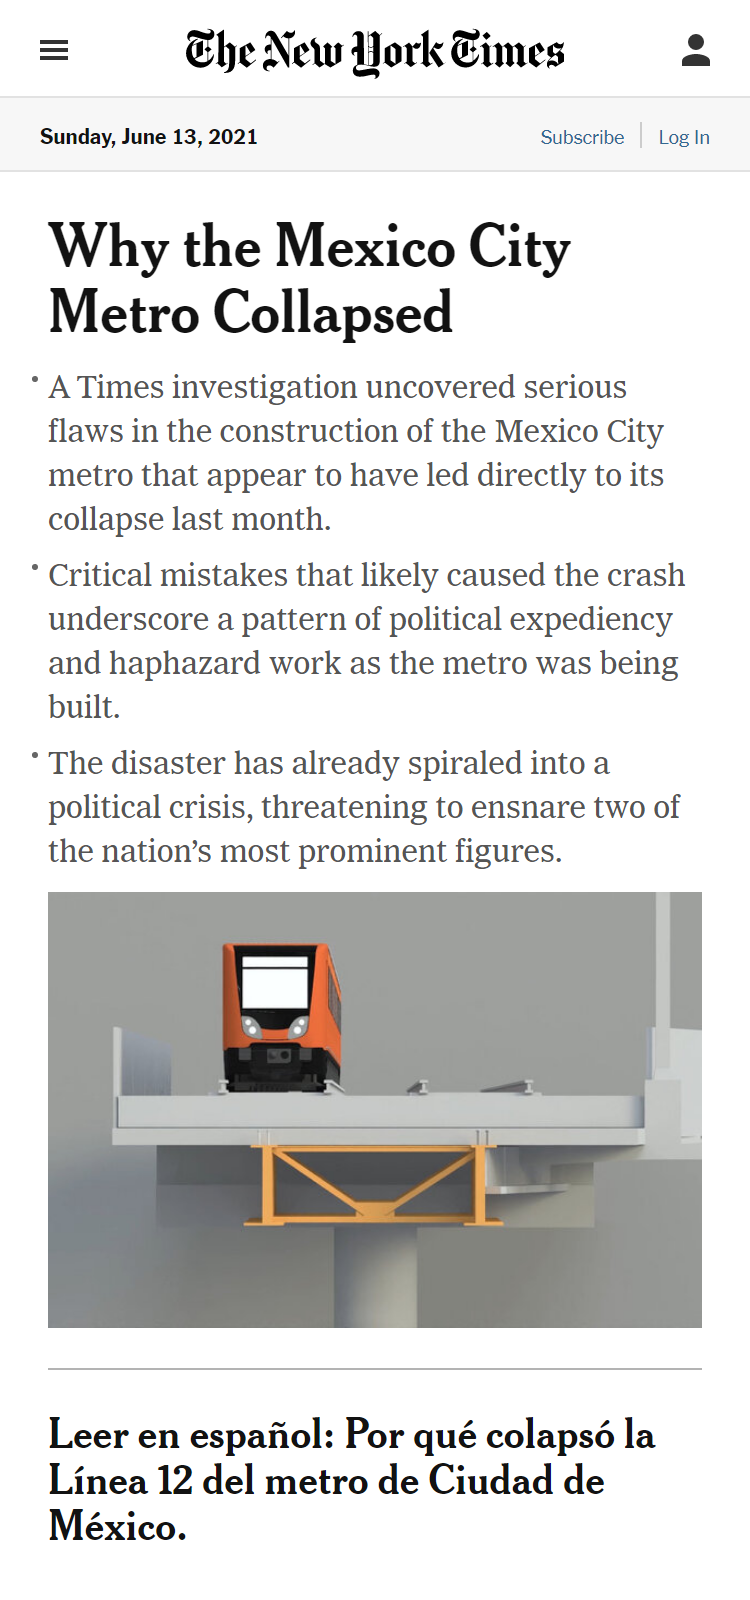 The New York Times
Sunday, June 13, 2021
Subscribe
Log In
Why the Mexico City
Metro Collapsed
A Times investigation uncovered serious
flaws in the construction of the Mexico City
metro that appear to have led directly to its
collapse last month.
Critical mistakes that likely caused the crash
underscore a pattern of political expediency
and haphazard work as the metro was being
built.
The disaster has already spiraled into a
political crisis, threatening to ensnare two of
the nation’s most prominent figures.
Leer en español: Por qué colapsó la
Línea 12 del metro de Ciudad de
México.